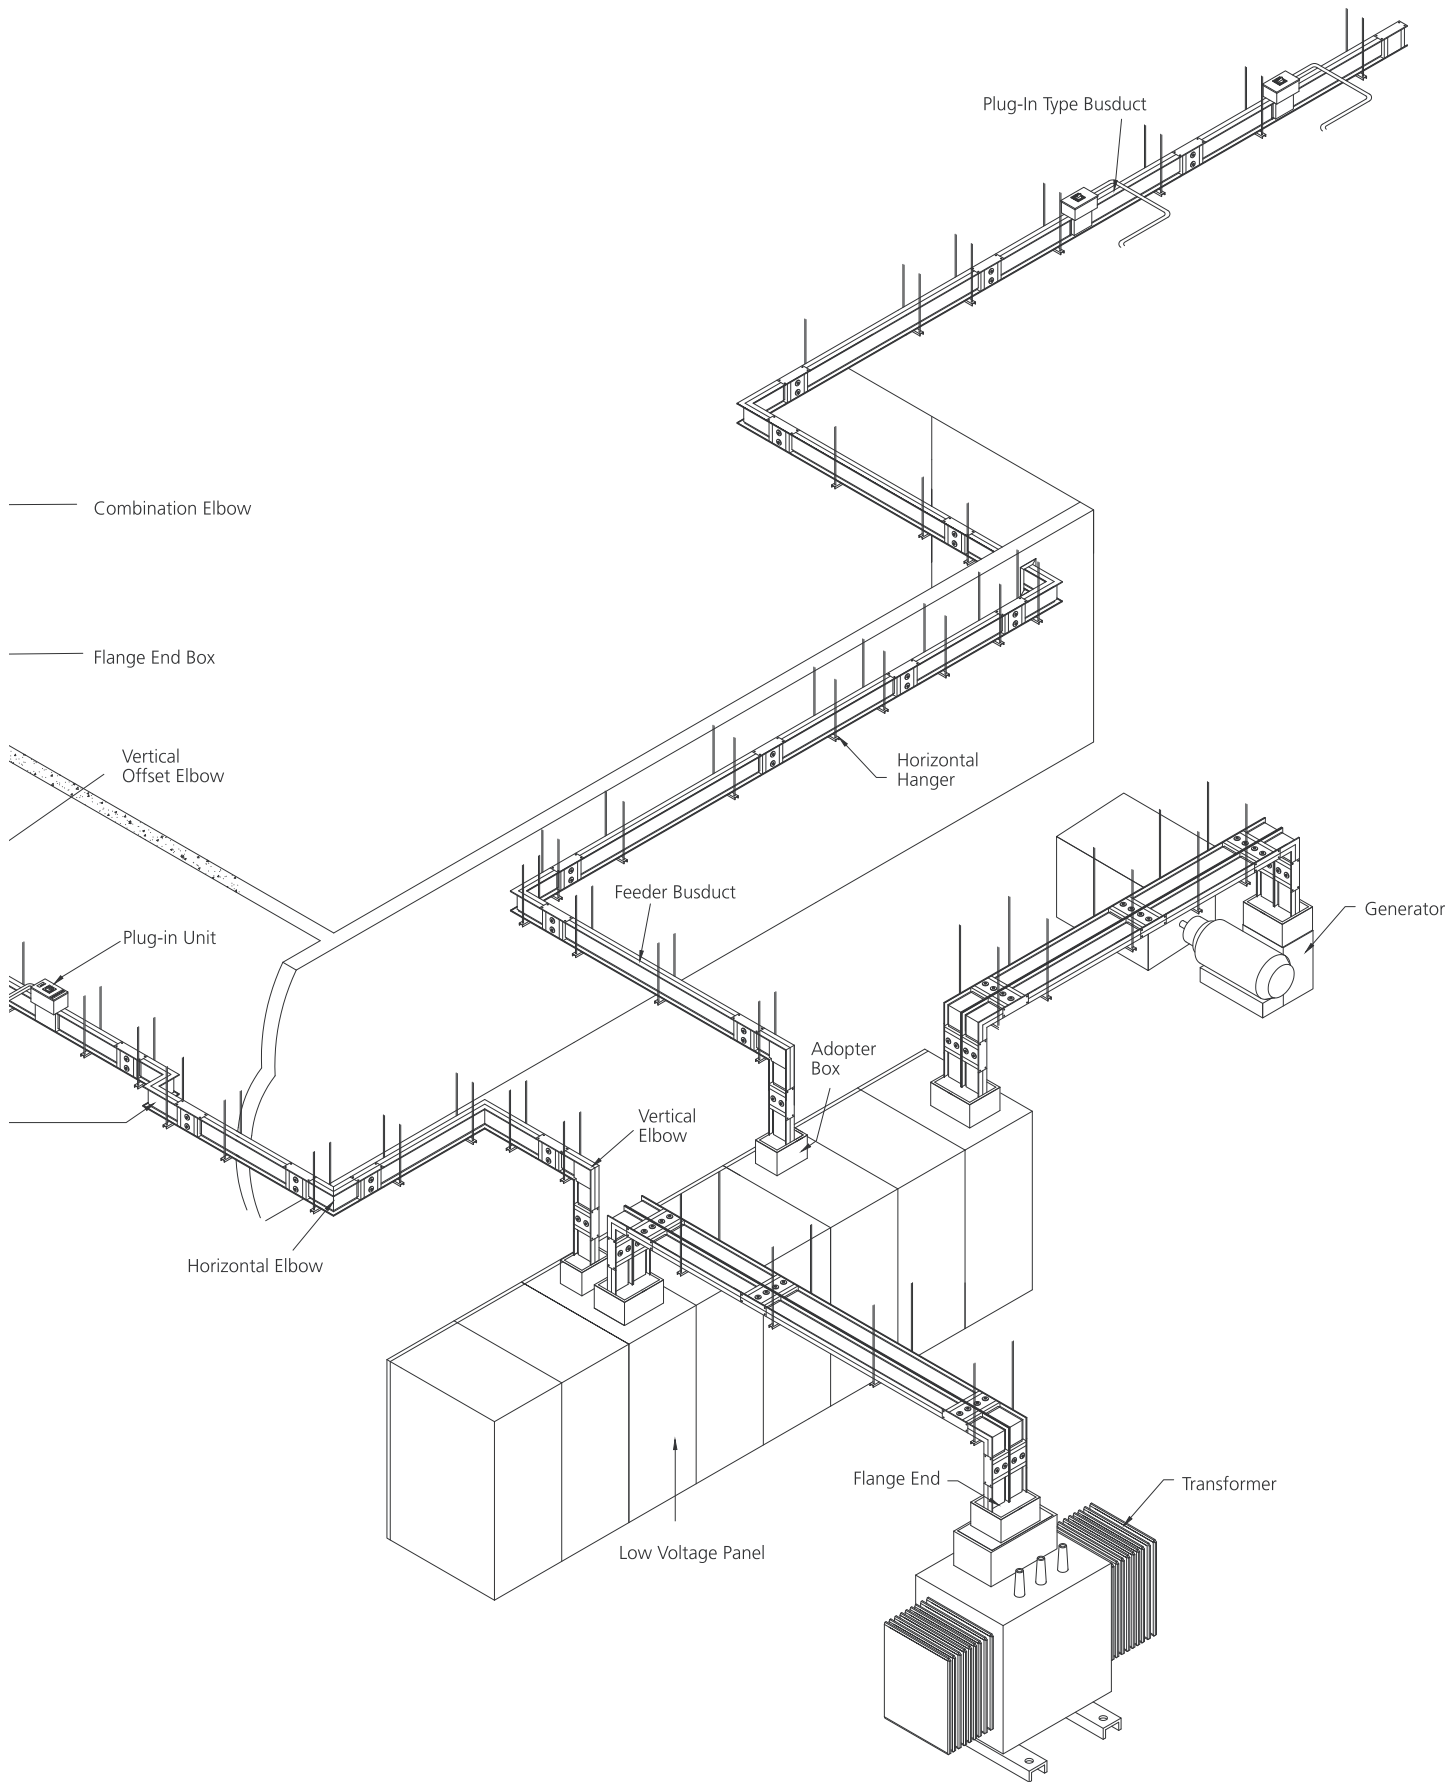 Plug-In Type Busduct
Combination Elbow
Flange End Box
Vertical
Offset Elbow
Horizontal
Hanger
Feeder Busduct
Generator
Plug-in Unit
Adopter
Box
Vertical
Elbow
Horizontal Elbow
Flange End
Transformer
Low Voltage Panel